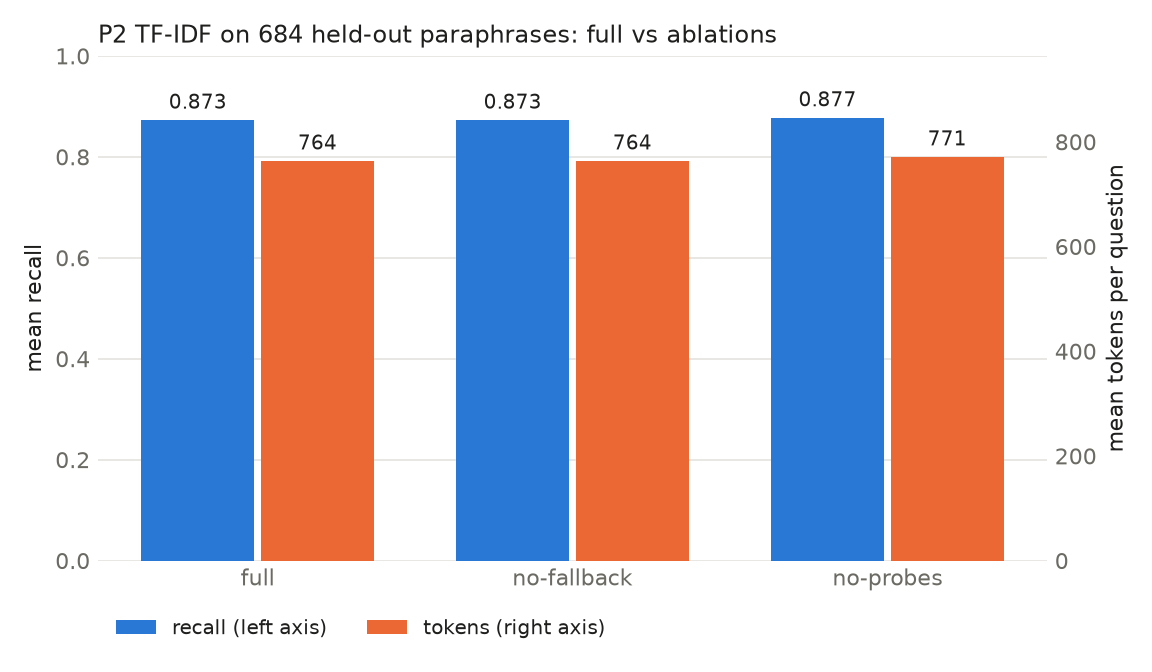 P2 TF-IDF on 684 held-out paraphrases: full vs ablations
1.0
0.8
0.6
0.4
0.2
0.0
mean recall
0.873
764
0.873
764
0.877
771
800
600
400
200
0
mean tokens per question
full
no-fallback
no-probes
recall (left axis)
tokens (right axis)